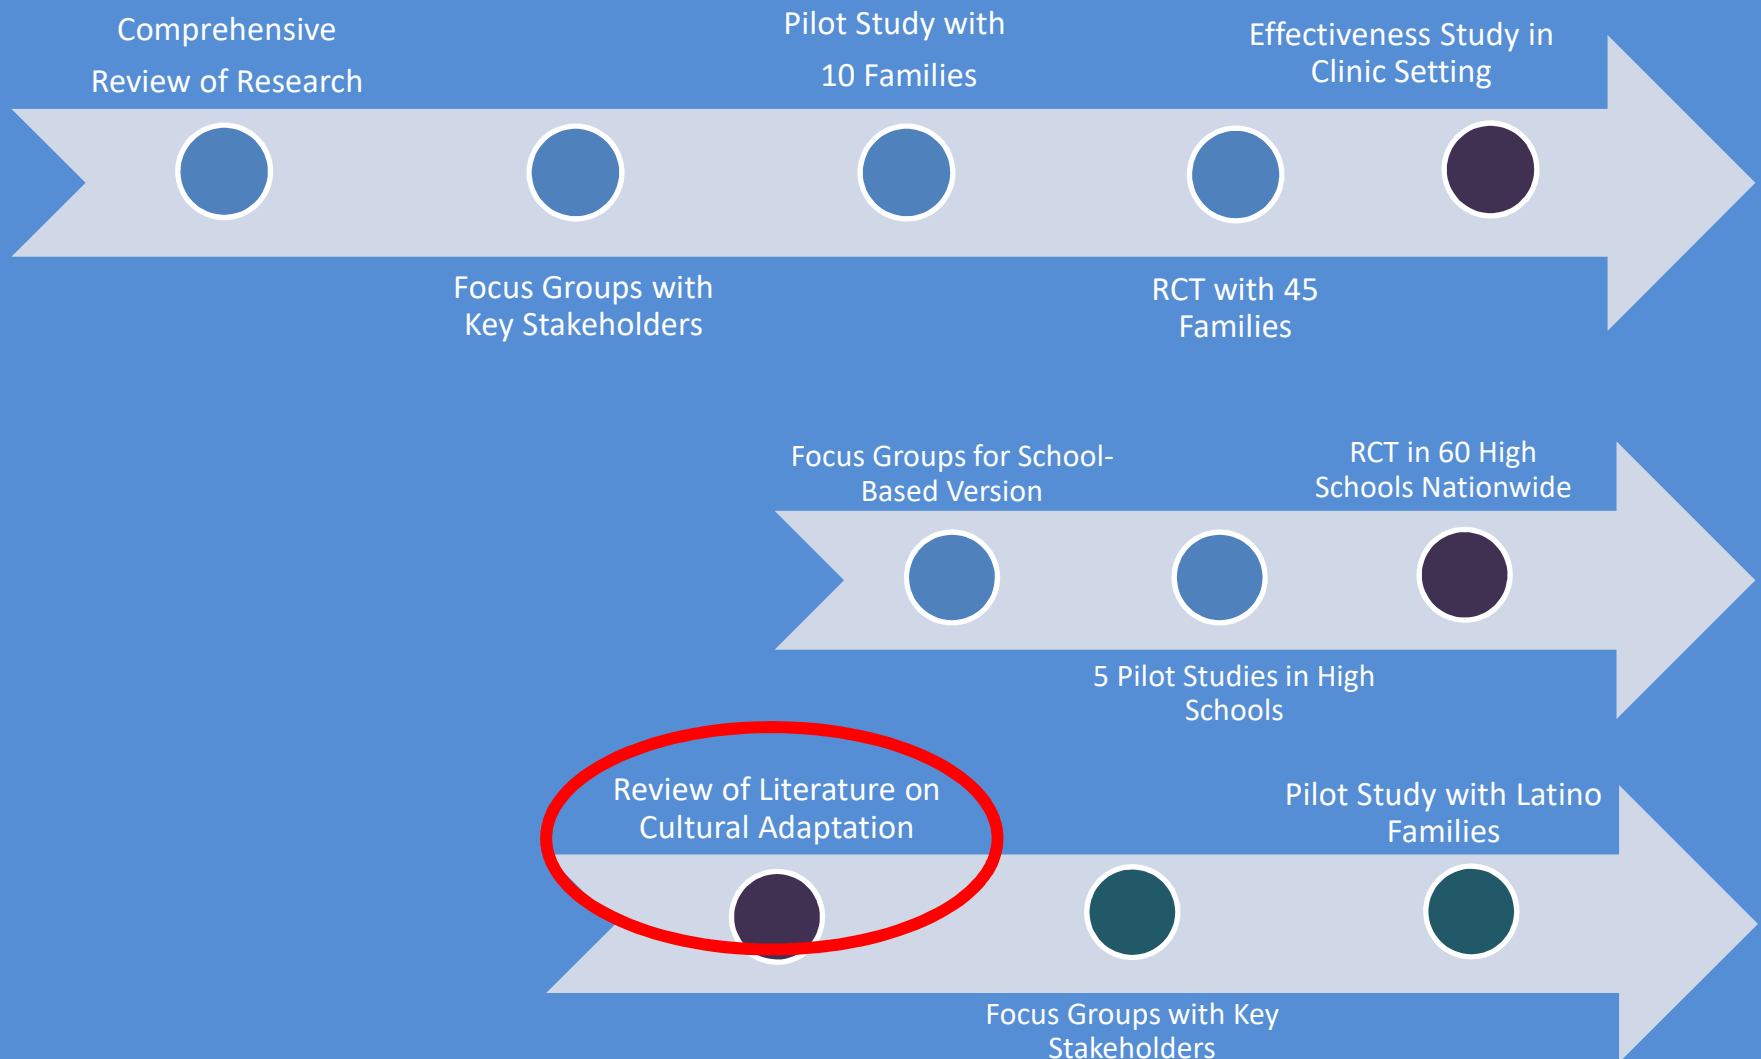 Comprehensive
Review of Research
Pilot Study with
10 Families
Effectiveness Study in
Clinic Setting
Focus Groups with
Key Stakeholders
RCT with 45
Families
Focus Groups for School-
Based Version
RCT in 60 High
Schools Nationwide
5 Pilot Studies in High
Schools
Review of Literature on
Cultural Adaptation
Pilot Study with Latino
Families
Focus Groups with Key
Stakeholders